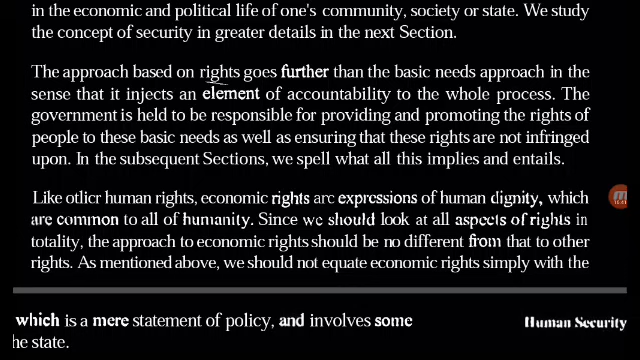 in the economic and political life of one's community, society or state. We study
the concept of security in greater details in the next Section.
The approach based on rights goes further than the basic needs approach in the
sense that it injects an element of accountability to the whole process. The
government is held to be responsible for providing and promoting the rights of
people to these basic needs as well as ensuring that these rights are not infringed
upon. In the subsequent Sections, we spell what all this implies and entails.
Like otlicr human rights, economic rights arc expressions of human dignity, which
are common to all of humanity. Since we should look at all aspects of rights in
totality, the approach to economic rights should be no different from that to other
rights. As mentioned above, we should not equate economic rights simply with the
which is a mere statement of policy, and involves some
Human Security
he state.